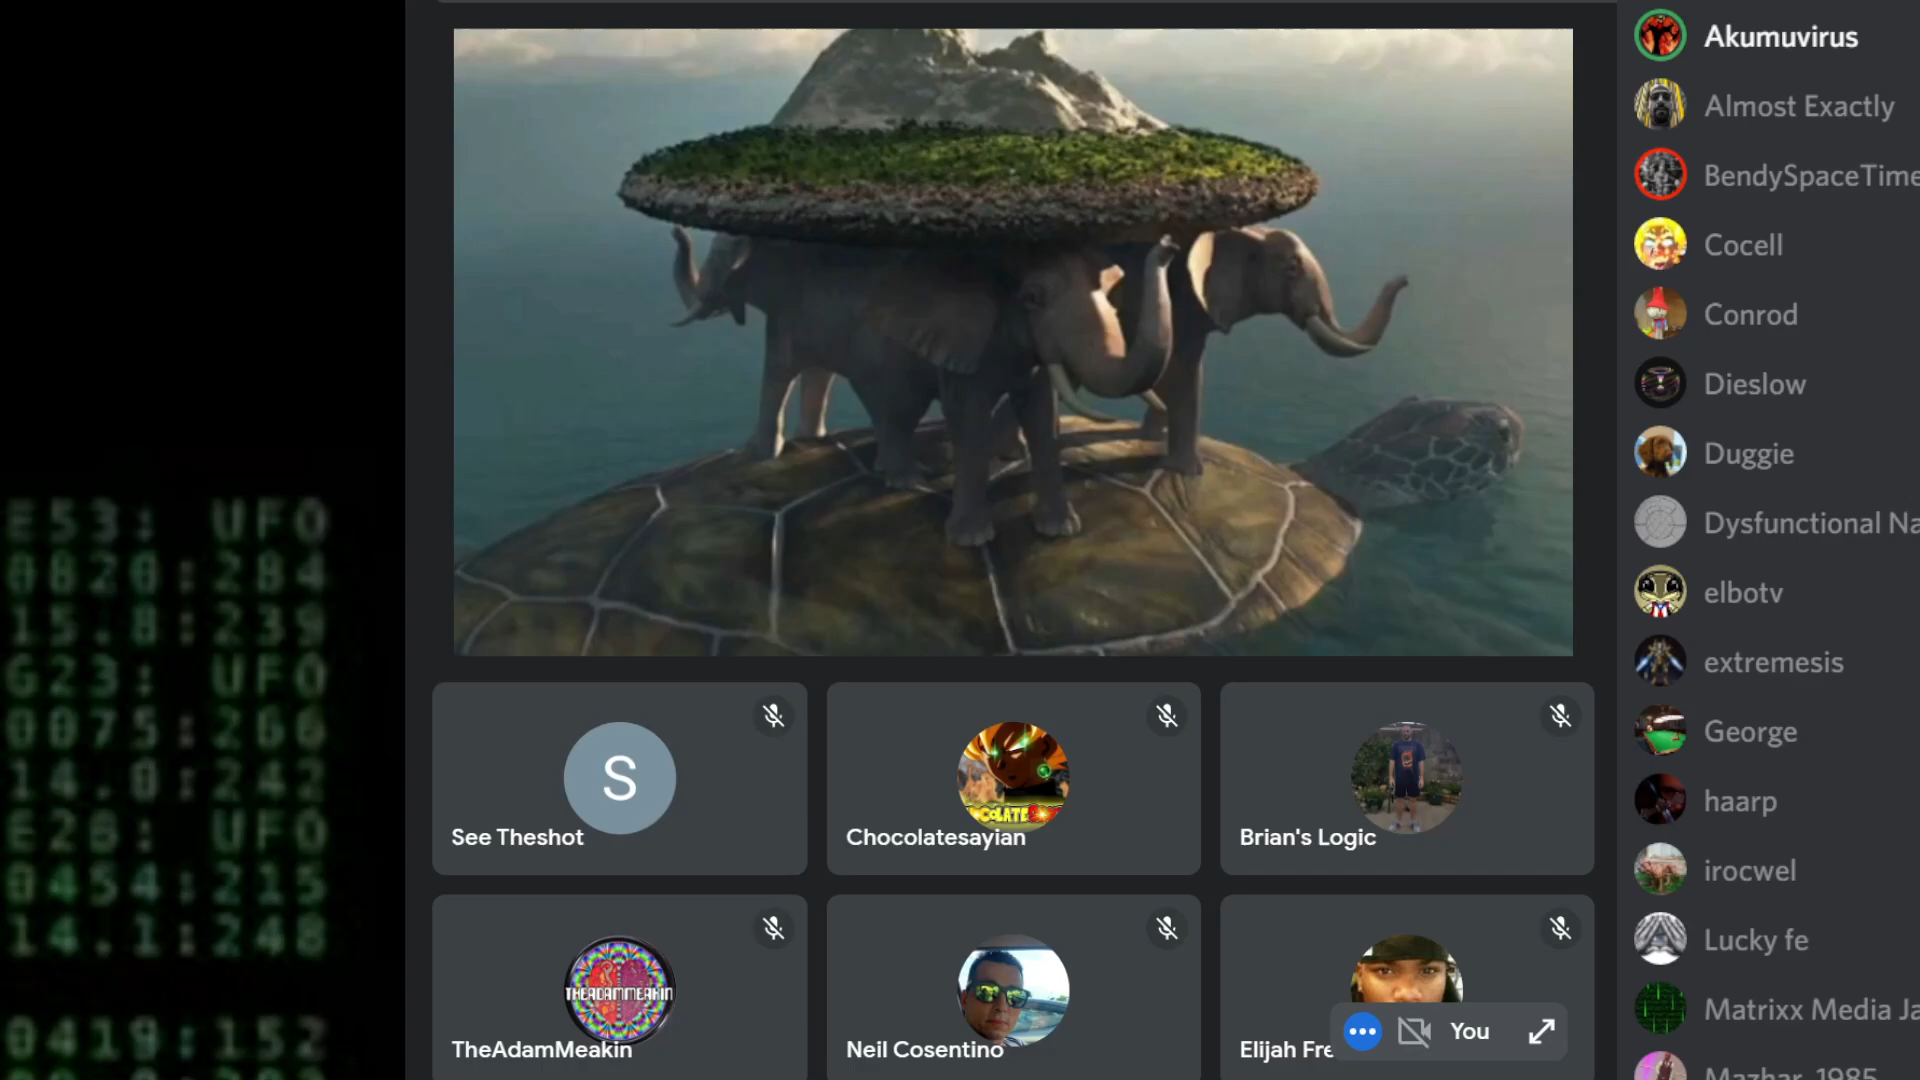 E53: UFO
0820:284
15.8:239
G23: UFO
0075:266
14.0:242
E26: UFO
0454:215
14.1:248
0419:152
S
See Theshot
Chocolatesayian
Brian's Logic
THEADAMMEAKIN
TheAdamMeakin
Neil Cosentino
Elijah Fre
You
Akumuvirus
Almost Exactly
BendySpaceTime
Cocell
Conrod
Dieslow
Duggie
Dysfunctional Na
elbotv
extremesis
George
haarp
irocwel
Lucky fe
Matrixx Media Ja
Mazhar_1985